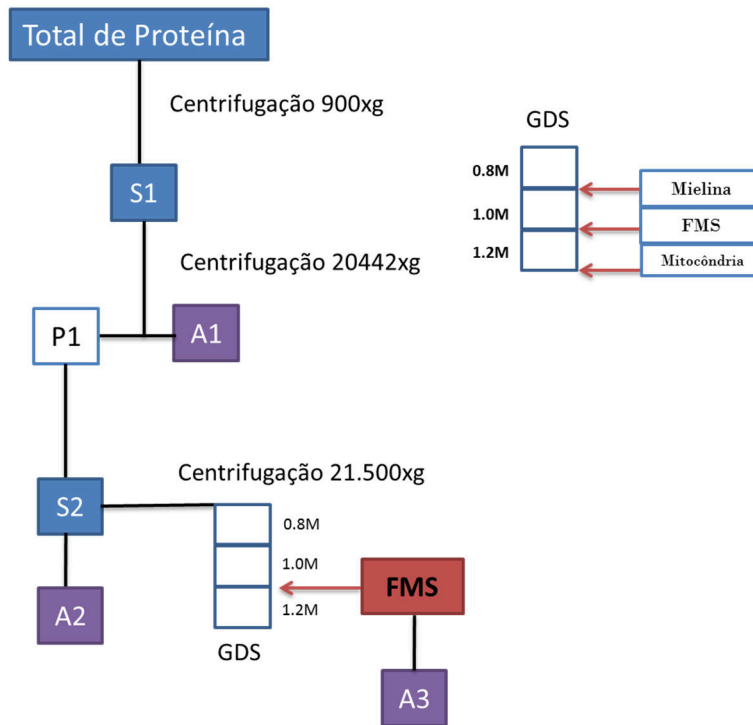 Total de Proteína
Centrifugação 900xg
S1
GDS
0.8M
Mielina
1.0M
FMS
1.2M
Mitocôndria
Centrifugação 20442xg
P1
A1
Centrifugação 21.500xg
S2
0.8M
1.0M
FMS
1.2M
A2
GDS
A3